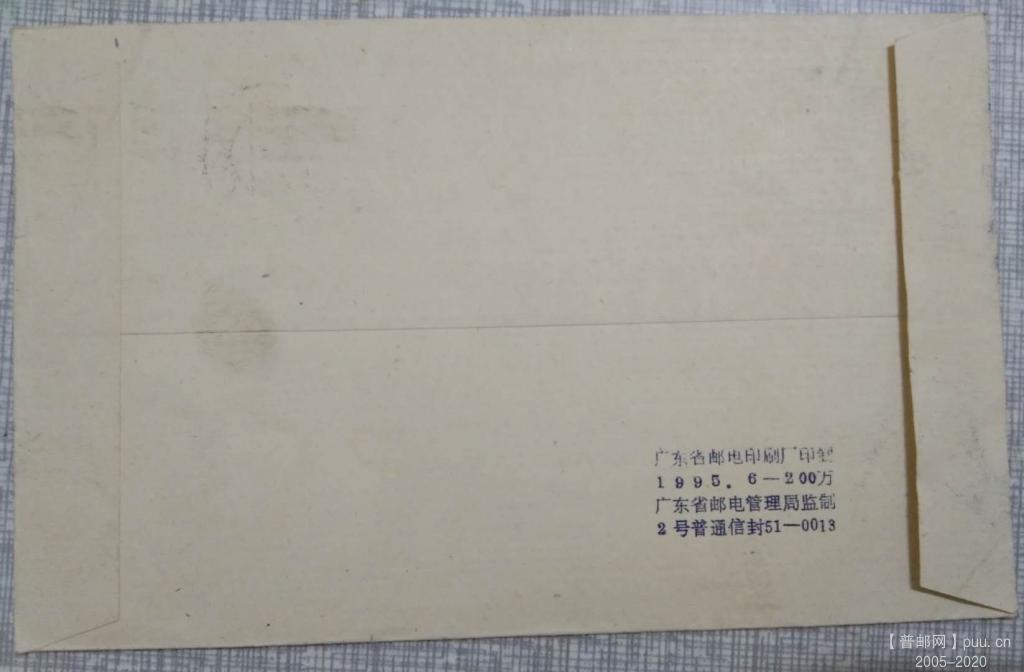 广东省邮电印刷厂印制
1995.6—200万
广东省邮电管理局监制
2号普通信封51—0013
【普邮网】puu.cn
2005-2020